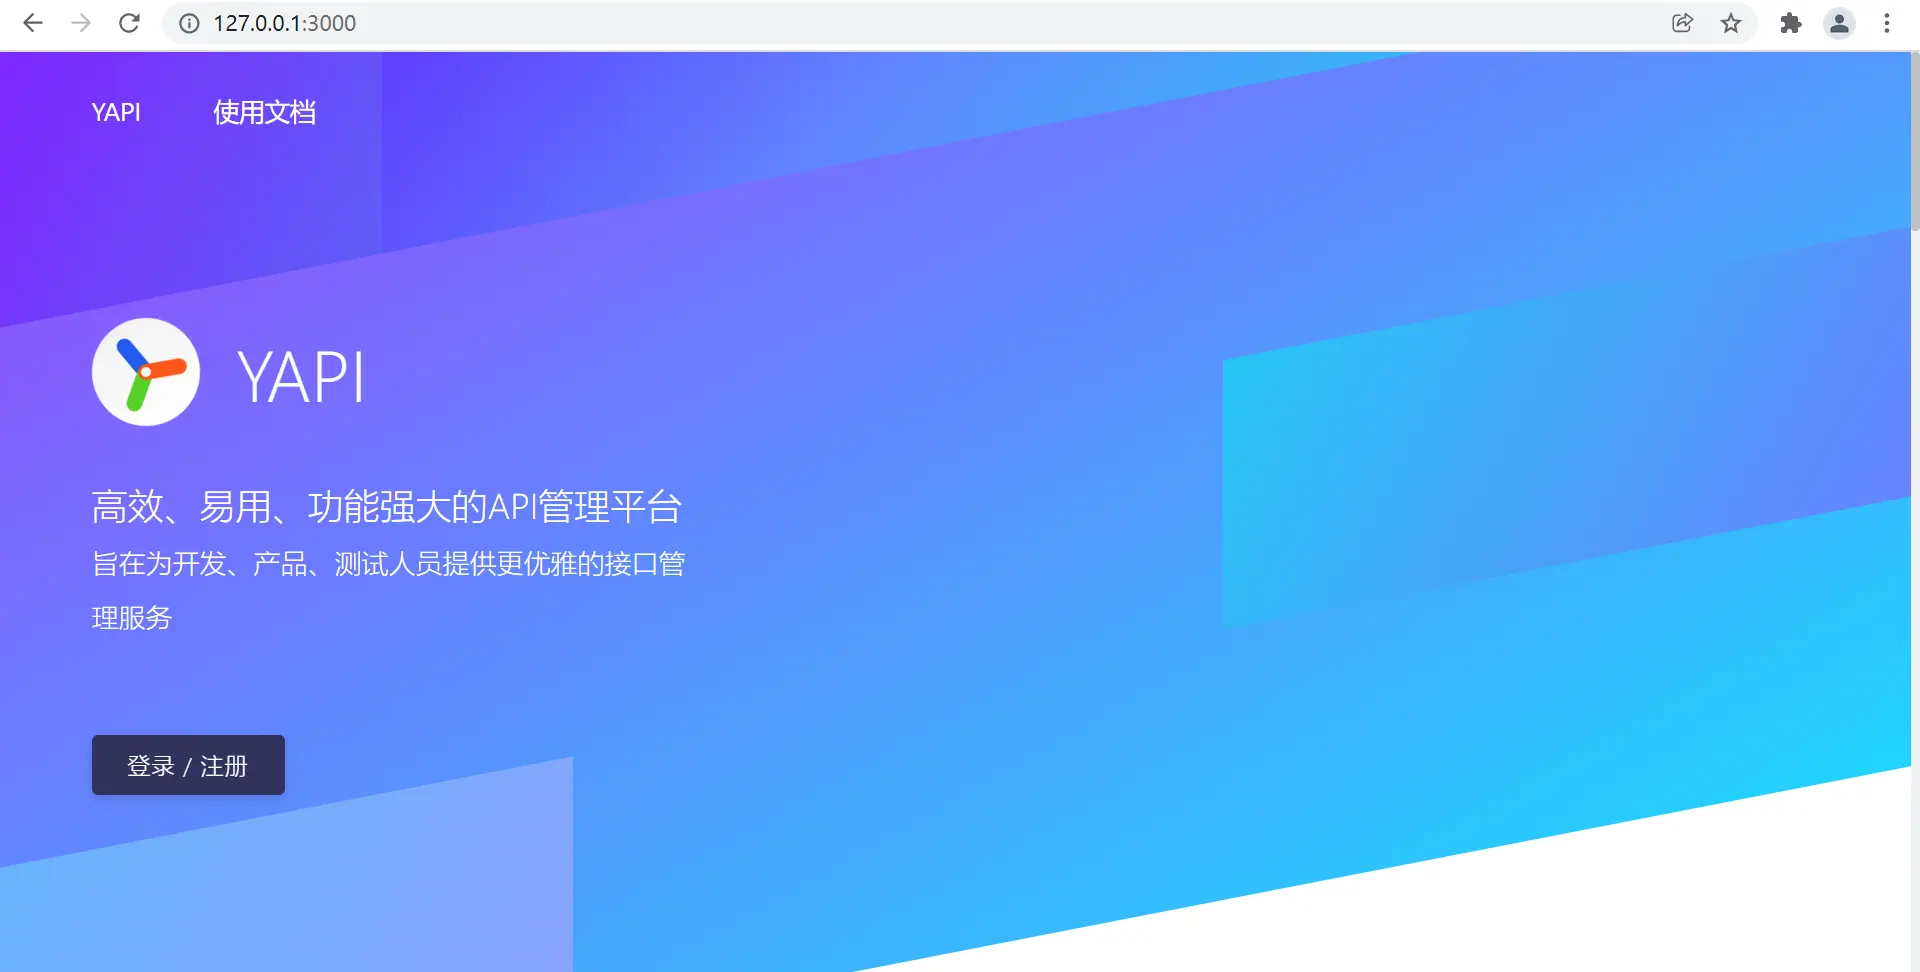 127.0.0.1:3000
YAPI 使用文档
YAPI
高效、易用、功能强大的API管理平台
旨在为开发、产品、测试人员提供更优雅的接口管
理服务
登录 / 注册